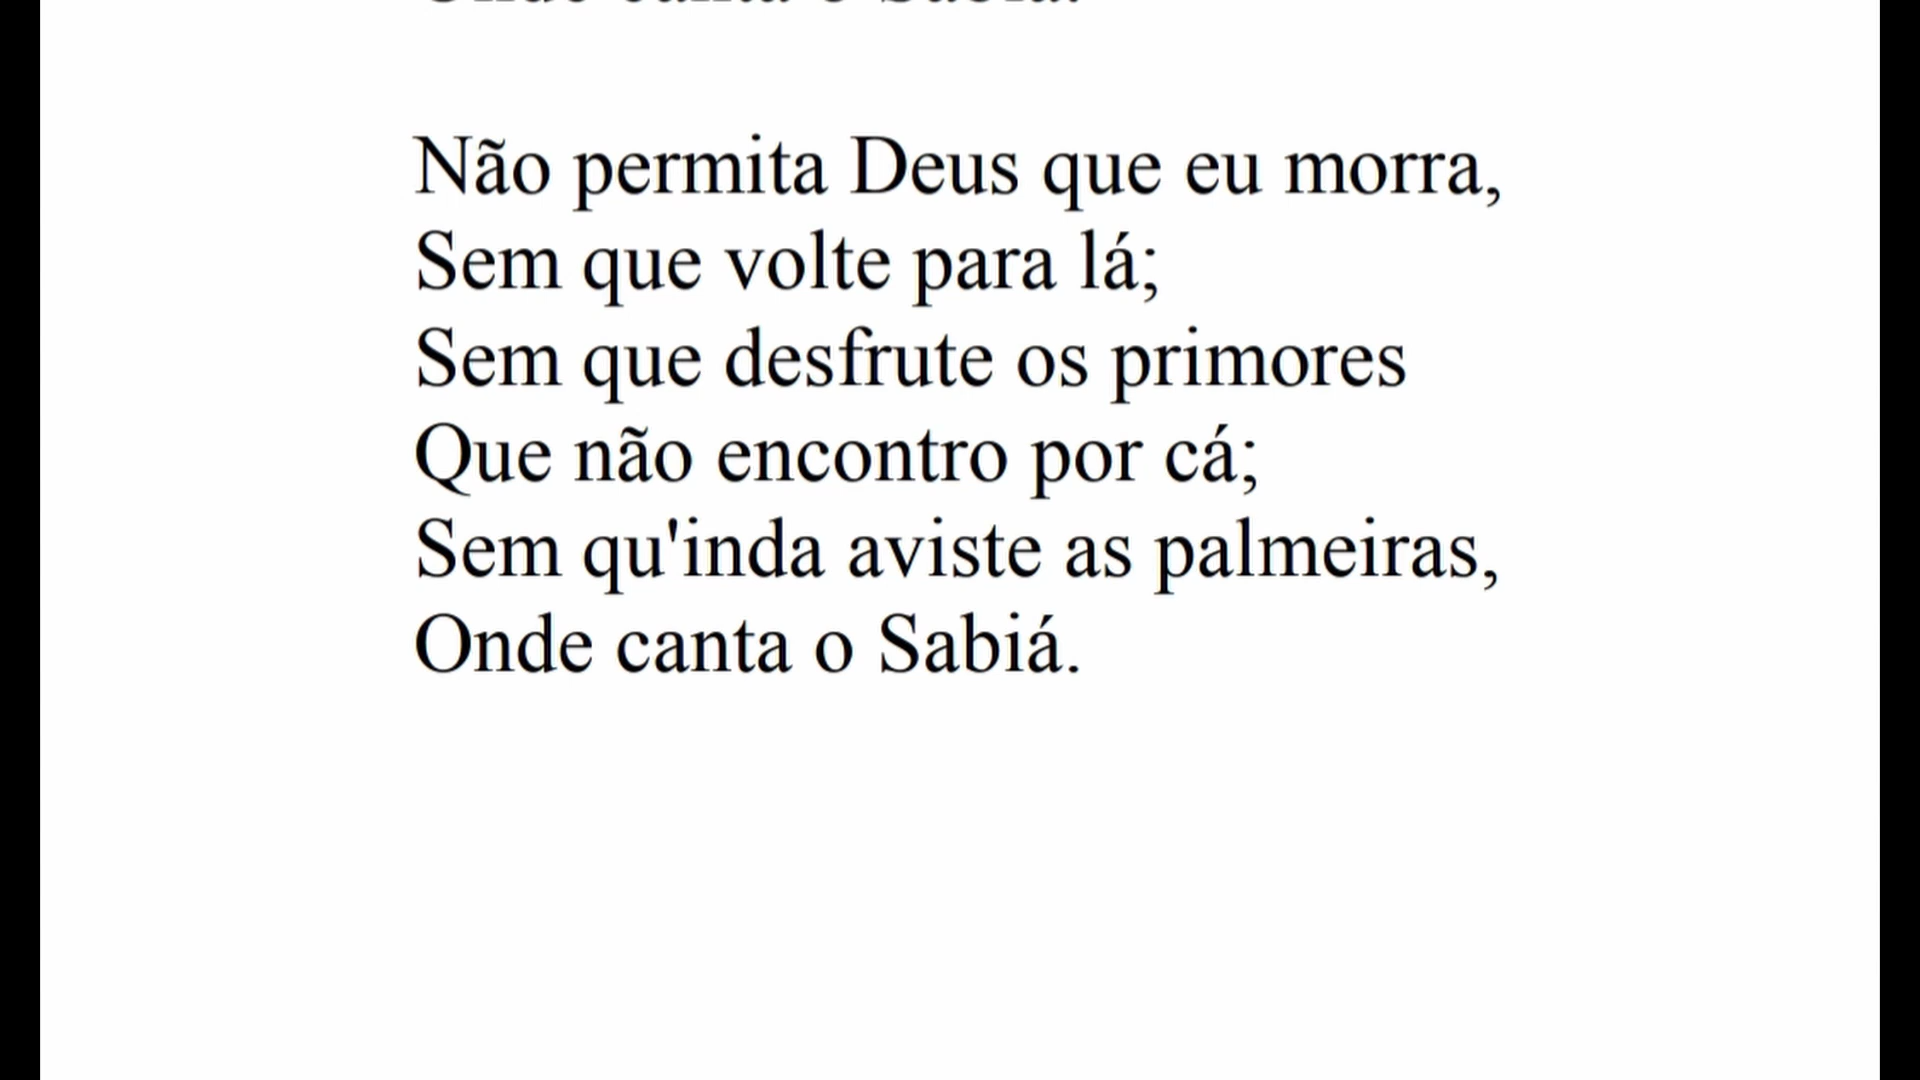 Não permita Deus que eu morra,
Sem que volte para lá;
Sem que desfrute os primores
Que não encontro por cá;
Sem qu'inda aviste as palmeiras,
Onde canta o Sabiá.